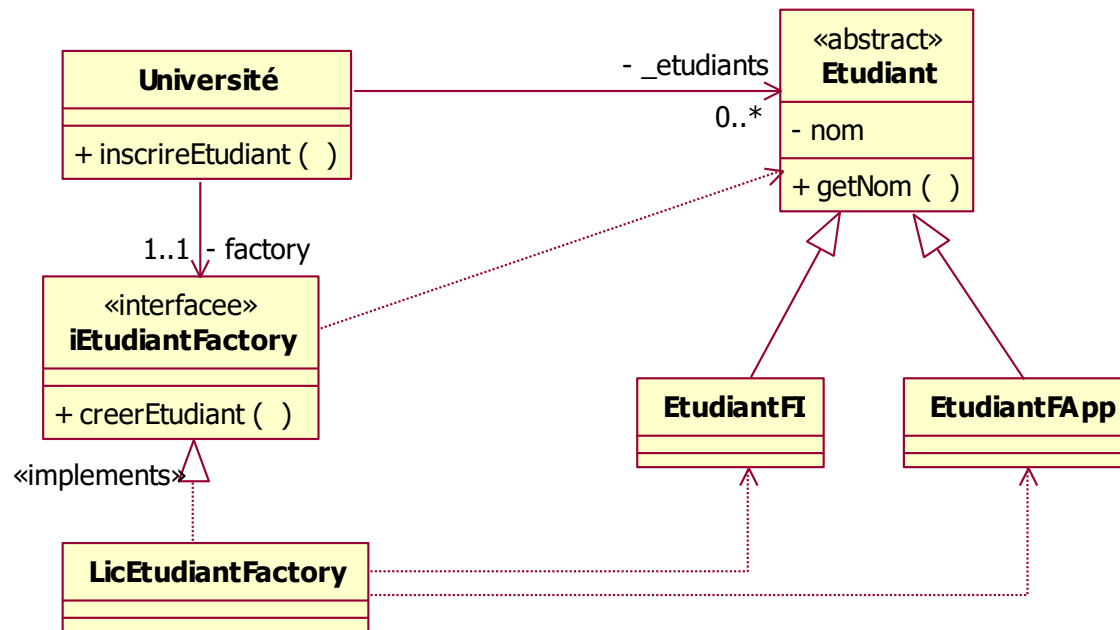 «abstract»
Etudiant
- nom
+ getNom ( )
Université
+ inscrireEtudiant ( )
- _etudiants
0..*
1..1 - factory
«interfacee»
iEtudiantFactory
+ creerEtudiant ( )
«implements»
EtudiantFI
EtudiantFApp
LicEtudiantFactory